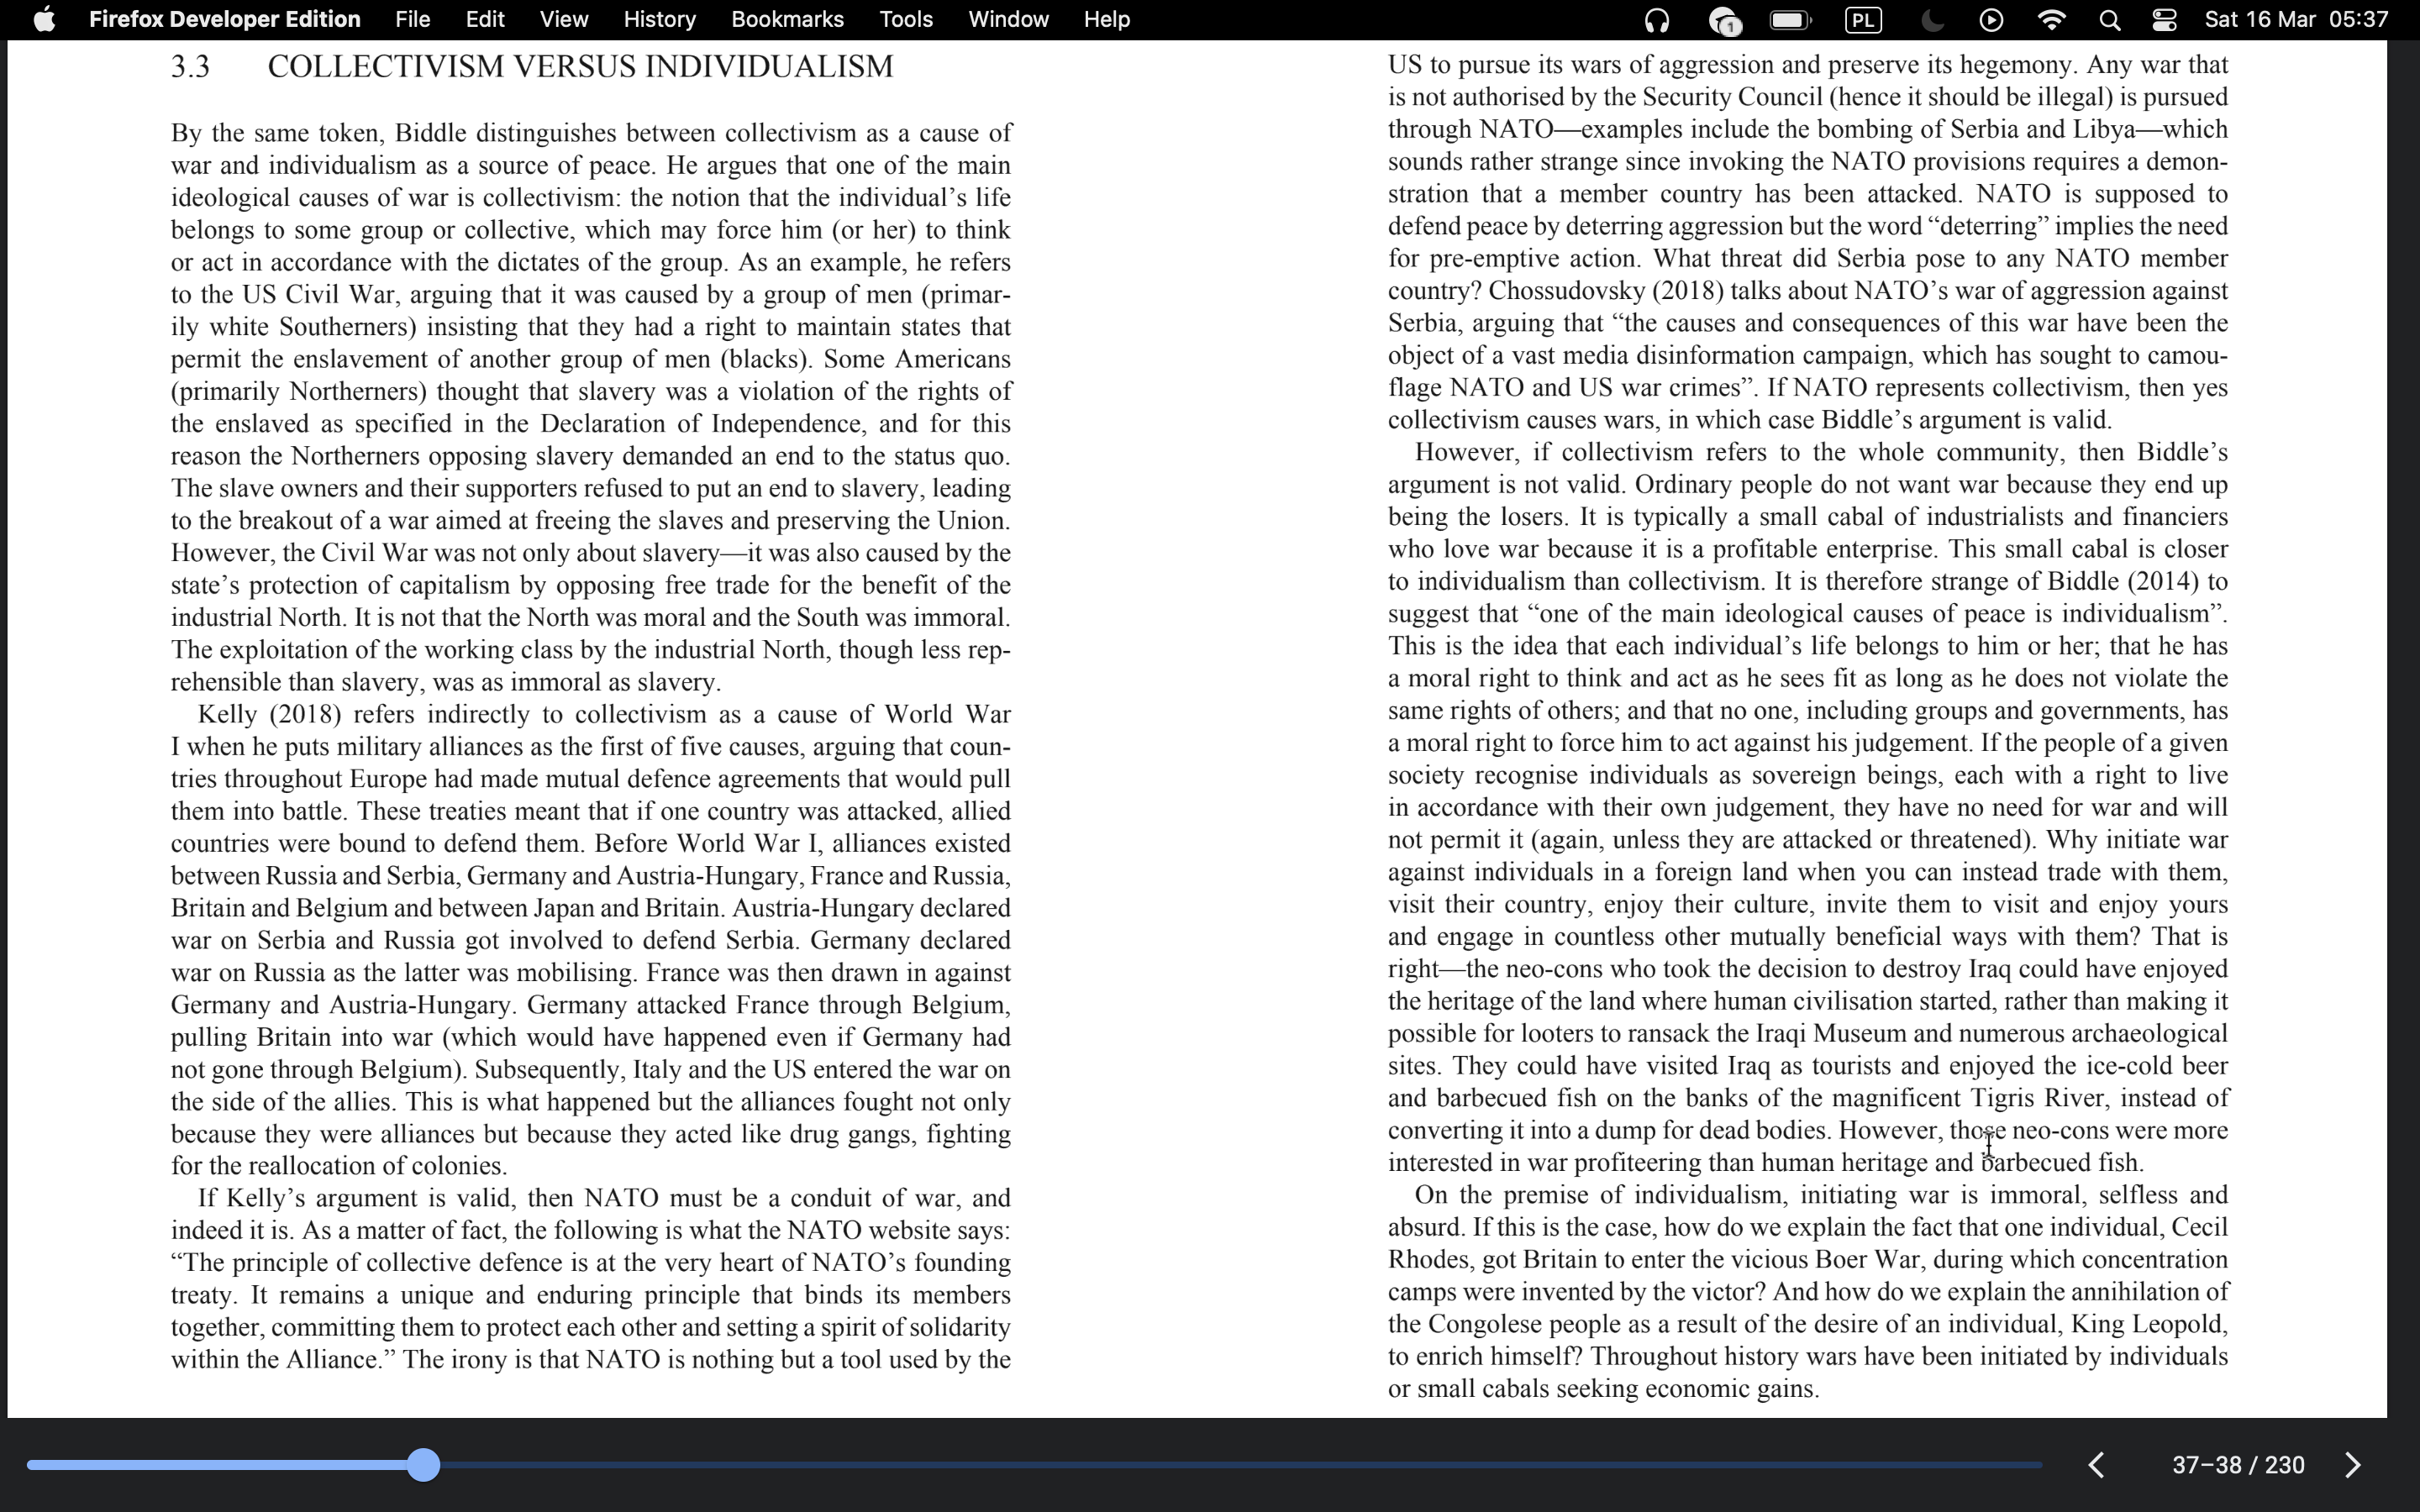 Firefox Developer Edition File Edit View History Bookmarks Tools Window Help 1 PL Sat 16 Mar 05:37
3.3 COLLECTIVISM VERSUS INDIVIDUALISM
By the same token, Biddle distinguishes between collectivism as a cause of
war and individualism as a source of peace. He argues that one of the main
ideological causes of war is collectivism: the notion that the individual’s life
belongs to some group or collective, which may force him (or her) to think
or act in accordance with the dictates of the group. As an example, he refers
to the US Civil War, arguing that it was caused by a group of men (primar-
ily white Southerners) insisting that they had a right to maintain states that
permit the enslavement of another group of men (blacks). Some Americans
(primarily Northerners) thought that slavery was a violation of the rights of
the enslaved as specified in the Declaration of Independence, and for this
reason the Northerners opposing slavery demanded an end to the status quo.
The slave owners and their supporters refused to put an end to slavery, leading
to the breakout of a war aimed at freeing the slaves and preserving the Union.
However, the Civil War was not only about slavery—it was also caused by the
state’s protection of capitalism by opposing free trade for the benefit of the
industrial North. It is not that the North was moral and the South was immoral.
The exploitation of the working class by the industrial North, though less rep-
rehensible than slavery, was as immoral as slavery.
Kelly (2018) refers indirectly to collectivism as a cause of World War
I when he puts military alliances as the first of five causes, arguing that coun-
tries throughout Europe had made mutual defence agreements that would pull
them into battle. These treaties meant that if one country was attacked, allied
countries were bound to defend them. Before World War I, alliances existed
between Russia and Serbia, Germany and Austria-Hungary, France and Russia,
Britain and Belgium and between Japan and Britain. Austria-Hungary declared
war on Serbia and Russia got involved to defend Serbia. Germany declared
war on Russia as the latter was mobilising. France was then drawn in against
Germany and Austria-Hungary. Germany attacked France through Belgium,
pulling Britain into war (which would have happened even if Germany had
not gone through Belgium). Subsequently, Italy and the US entered the war on
the side of the allies. This is what happened but the alliances fought not only
because they were alliances but because they acted like drug gangs, fighting
for the reallocation of colonies.
If Kelly’s argument is valid, then NATO must be a conduit of war, and
indeed it is. As a matter of fact, the following is what the NATO website says:
“The principle of collective defence is at the very heart of NATO’s founding
treaty. It remains a unique and enduring principle that binds its members
together, committing them to protect each other and setting a spirit of solidarity
within the Alliance.” The irony is that NATO is nothing but a tool used by the
US to pursue its wars of aggression and preserve its hegemony. Any war that
is not authorised by the Security Council (hence it should be illegal) is pursued
through NATO—examples include the bombing of Serbia and Libya—which
sounds rather strange since invoking the NATO provisions requires a demon-
stration that a member country has been attacked. NATO is supposed to
defend peace by deterring aggression but the word “deterring” implies the need
for pre-emptive action. What threat did Serbia pose to any NATO member
country? Chossudovsky (2018) talks about NATO’s war of aggression against
Serbia, arguing that “the causes and consequences of this war have been the
object of a vast media disinformation campaign, which has sought to camou-
flage NATO and US war crimes”. If NATO represents collectivism, then yes
collectivism causes wars, in which case Biddle’s argument is valid.
However, if collectivism refers to the whole community, then Biddle’s
argument is not valid. Ordinary people do not want war because they end up
being the losers. It is typically a small cabal of industrialists and financiers
who love war because it is a profitable enterprise. This small cabal is closer
to individualism than collectivism. It is therefore strange of Biddle (2014) to
suggest that “one of the main ideological causes of peace is individualism”.
This is the idea that each individual’s life belongs to him or her; that he has
a moral right to think and act as he sees fit as long as he does not violate the
same rights of others; and that no one, including groups and governments, has
a moral right to force him to act against his judgement. If the people of a given
society recognise individuals as sovereign beings, each with a right to live
in accordance with their own judgement, they have no need for war and will
not permit it (again, unless they are attacked or threatened). Why initiate war
against individuals in a foreign land when you can instead trade with them,
visit their country, enjoy their culture, invite them to visit and enjoy yours
and engage in countless other mutually beneficial ways with them? That is
right—the neo-cons who took the decision to destroy Iraq could have enjoyed
the heritage of the land where human civilisation started, rather than making it
possible for looters to ransack the Iraqi Museum and numerous archaeological
sites. They could have visited Iraq as tourists and enjoyed the ice-cold beer
and barbecued fish on the banks of the magnificent Tigris River, instead of
converting it into a dump for dead bodies. However, those neo-cons were more
interested in war profiteering than human heritage and barbecued fish.
On the premise of individualism, initiating war is immoral, selfless and
absurd. If this is the case, how do we explain the fact that one individual, Cecil
Rhodes, got Britain to enter the vicious Boer War, during which concentration
camps were invented by the victor? And how do we explain the annihilation of
the Congolese people as a result of the desire of an individual, King Leopold,
to enrich himself? Throughout history wars have been initiated by individuals
or small cabals seeking economic gains.
37–38 / 230